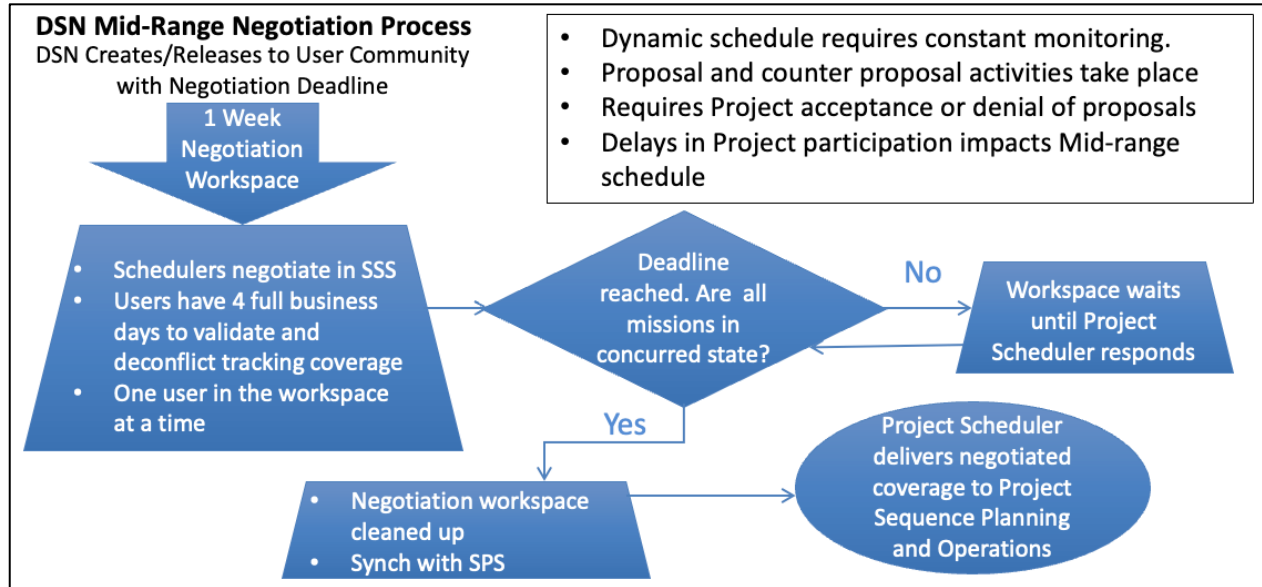 DSN Mid-Range Negotiation Process
DSN Creates/Releases to User Community
with Negotiation Deadline
1 Week
Negotiation
Workspace
• Dynamic schedule requires constant monitoring.
• Proposal and counter proposal activities take place
• Requires Project acceptance or denial of proposals
• Delays in Project participation impacts Mid-range
schedule
• Schedulers negotiate in SSS
• Users have 4 full business
days to validate and
deconflict tracking coverage
• One user in the workspace
at a time
Deadline
reached. Are all
missions in
concurred state?
No
Workspace waits
until Project
Scheduler responds
Yes
• Negotiation workspace
cleaned up
• Synch with SPS
Project Scheduler
delivers negotiated
coverage to Project
Sequence Planning
and Operations